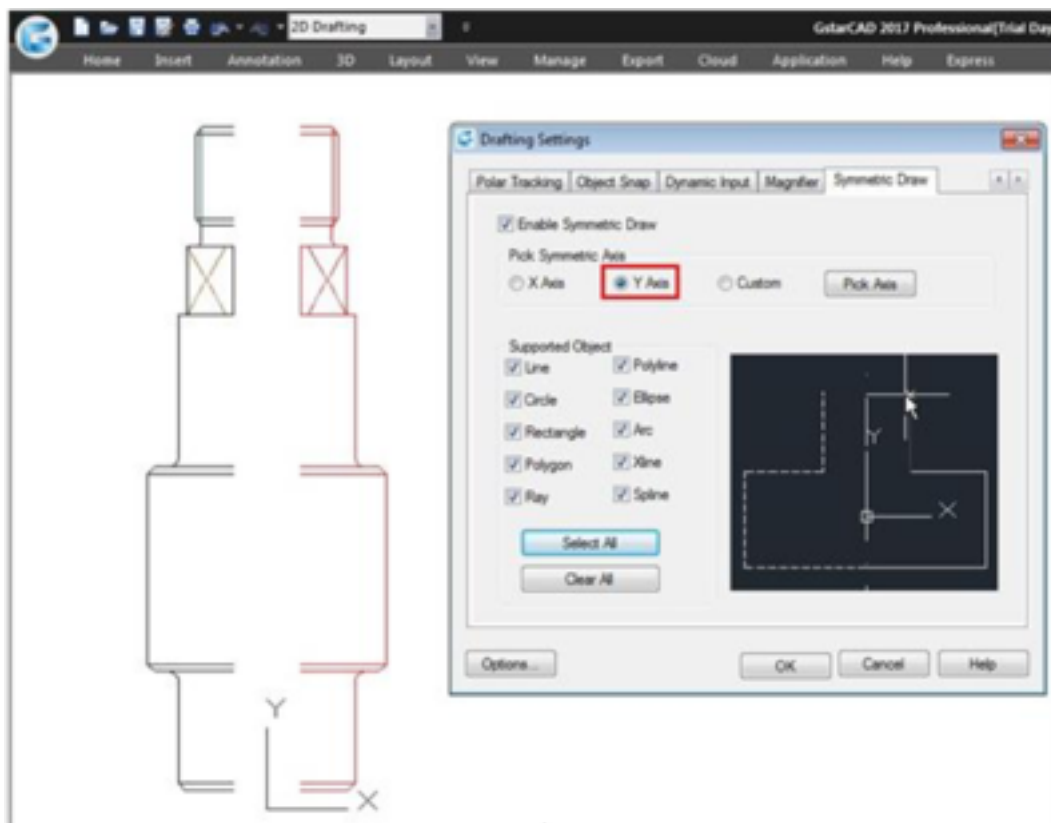 2D Drafting
GstarCAD 2017 Professional(Trial Day
Home Insert Annotation 3D Layout View Manage Export Cloud Application Help Express
Drafting Settings
Polar Tracking Object Snap Dynamic Input Magnifier Symmetric Draw
Enable Symmetric Draw
Pick Symmetric Axis
X Axis Y Axis Custom Pick Axis
Supported Object
Line Polyline
Circle Ellipse
Rectangle Arc
Polygon Xline
Ray Spline
Select All
Clear All
Y
X
Options... OK Cancel Help
Y
X